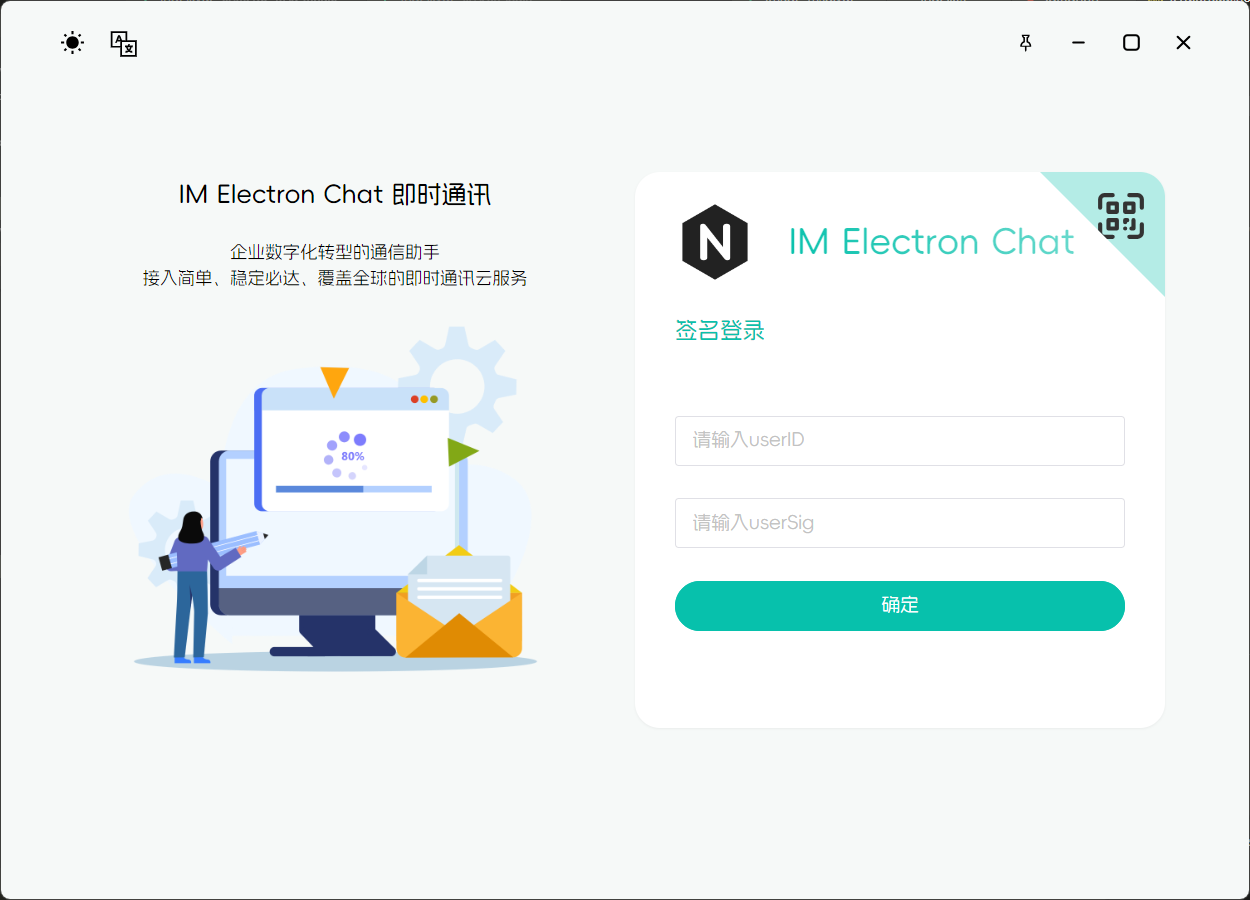 IM Electron Chat 即时通讯
企业数字化转型的通信助手
接入简单、稳定必达、覆盖全球的即时通讯云服务
80%
N IM Electron Chat
签名登录
请输入userID
请输入userSig
确定